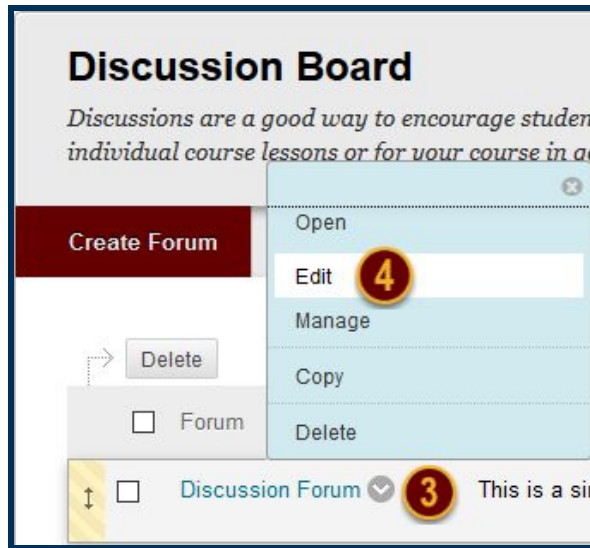 Discussion Board
Discussions are a good way to encourage studen
individual course lessons or for your course in g
Open
Create Forum
Edit 4
Manage
Delete
Copy
Forum
Delete
Discussion Forum 3 This is a si